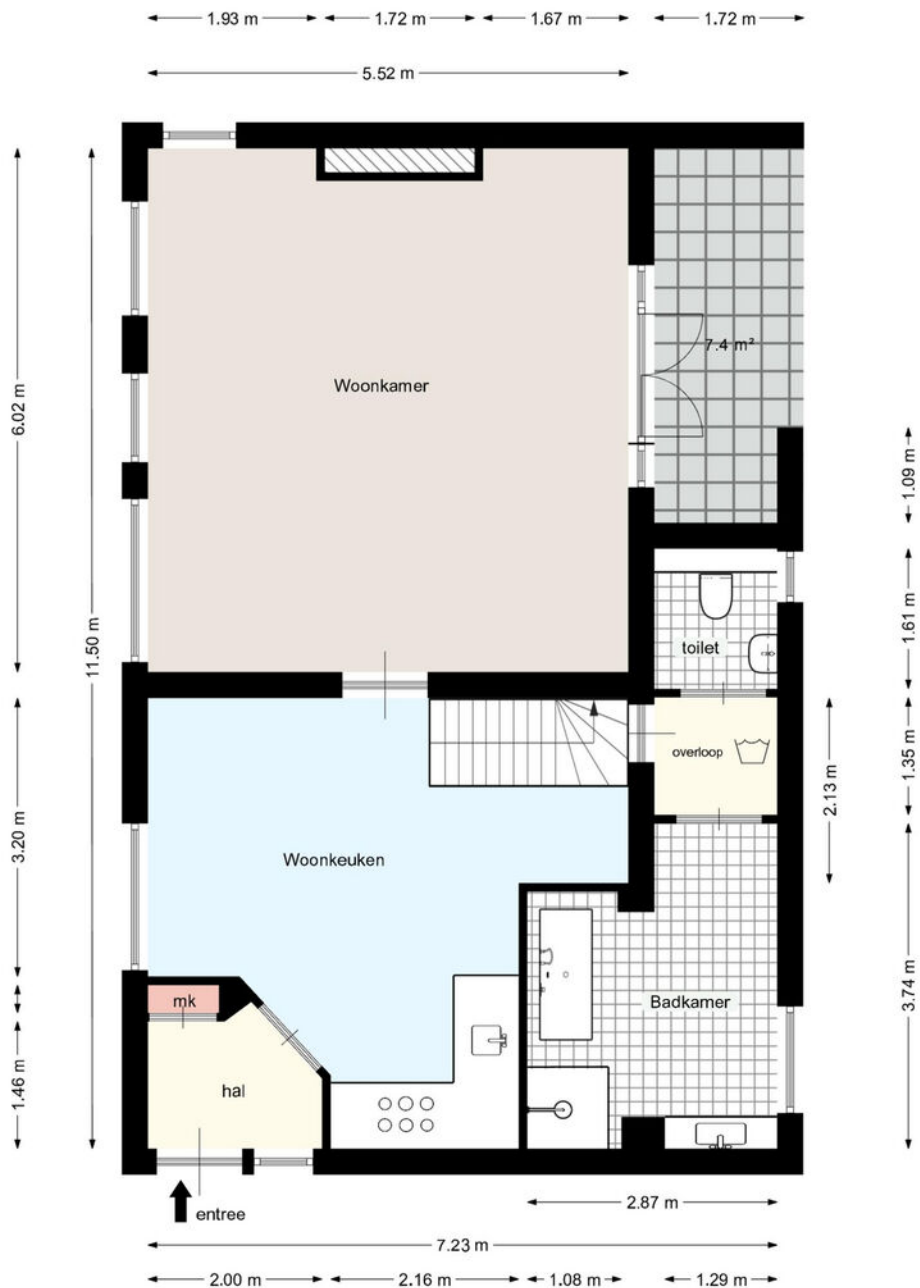 1.93 m
1.72 m
1.67 m
1.72 m
5.52 m
7.4 m²
Woonkamer
6.02 m
1.09 m
11.50 m
1.61 m
toilet
overloop
1.35 m
2.13 m
3.20 m
Woonkeuken
mk
Badkamer
3.74 m
1.46 m
hal
entree
2.87 m
7.23 m
2.00 m
2.16 m
1.08 m
1.29 m